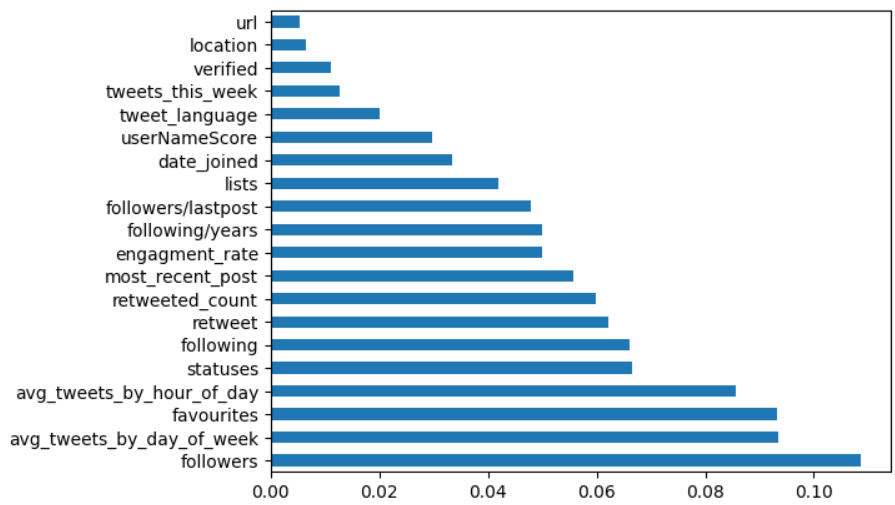 url
location
verified
tweets_this_week
tweet_language
userNameScore
date_joined
lists
followers/lastpost
following/years
engagment_rate
most_recent_post
retweeted_count
retweet
following
statuses
avg_tweets_by_hour_of_day
favourites
avg_tweets_by_day_of_week
followers
0.00 0.02 0.04 0.06 0.08 0.10